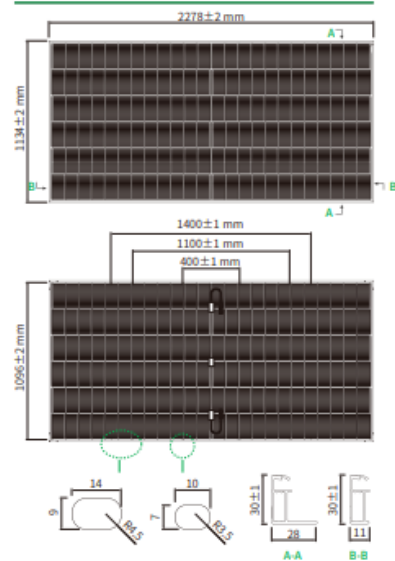 2278±2 mm
A
1134±2 mm
B
B
A
1400±1 mm
1100±1 mm
400±1 mm
1096±2 mm
14
9
R4.5
10
7
R3.5
30±1
28
A-A
30±1
11
B-B